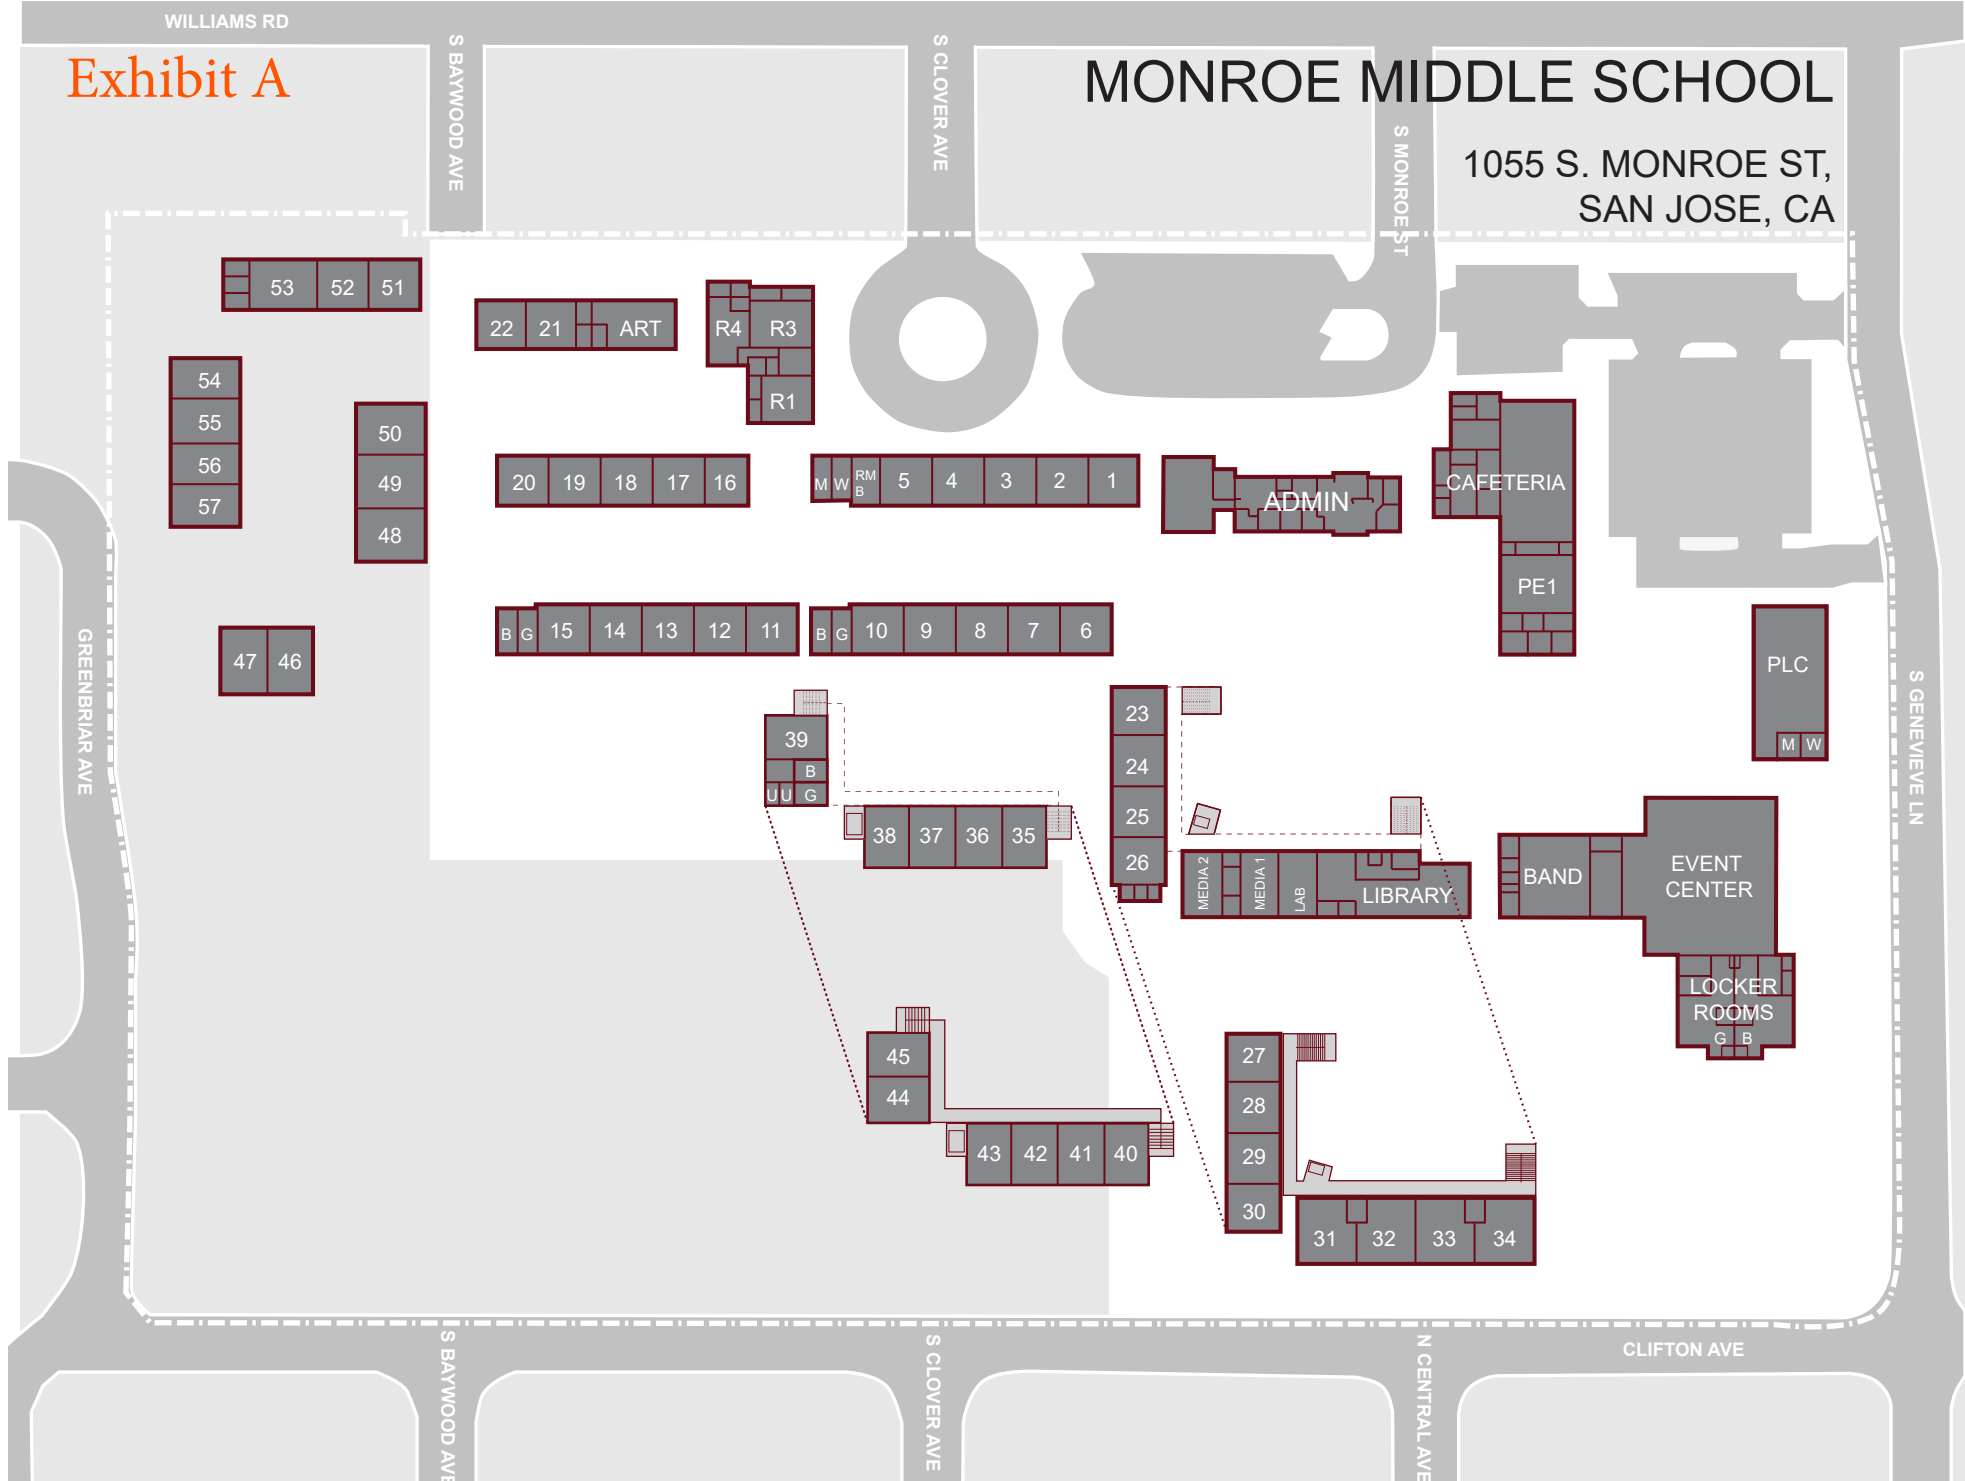 WILLIAMS RD
Exhibit A
MONROE MIDDLE SCHOOL
1055 S. MONROE ST,
SAN JOSE, CA
S BAYWOOD AVE
S CLOVER AVE
S MONROE ST
53 52 51
22 21 ART
R4 R3
R1
54
55
56
57
50
49
48
20 19 18 17 16
M W RM B 5 4 3 2 1
ADMIN
CAFETERIA
PE1
B G 15 14 13 12 11
B G 10 9 8 7 6
47 46
GREENBRIAR AVE
S GENEVIEVE LN
PLC
M W
39
B
U U G
38 37 36 35
23
24
25
26
MEDIA 2 MEDIA 1 LAB LIBRARY
BAND
EVENT
CENTER
LOCKER
ROOMS
G B
45
44
43 42 41 40
27
28
29
30
31 32 33 34
CLIFTON AVE
S BAYWOOD AVE
S CLOVER AVE
N CENTRAL AVE